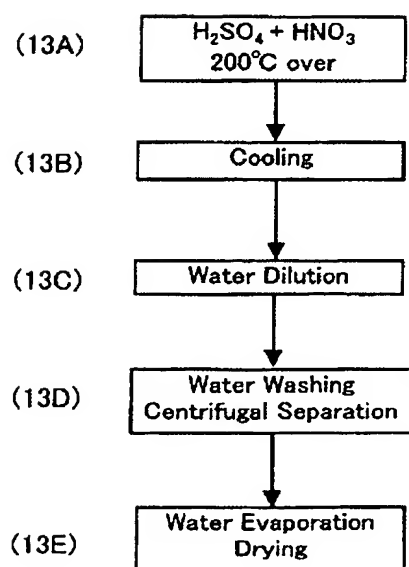 (13A)
H₂SO₄ + HNO₃
200°C over
(13B)
Cooling
(13C)
Water Dilution
(13D)
Water Washing
Centrifugal Separation
(13E)
Water Evaporation
Drying